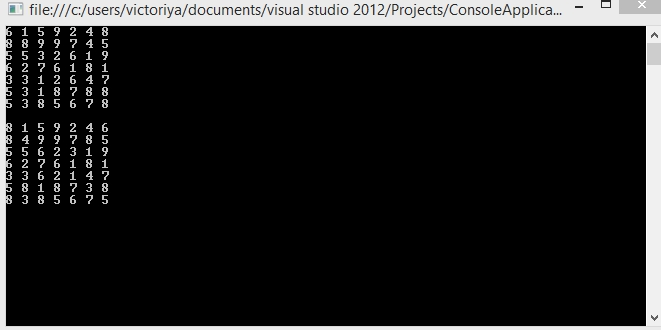 file:///c:/users/victoriya/documents/visual studio 2012/Projects/ConsoleApplica...
6 1 5 9 2 4 8
8 8 9 9 7 4 5
5 5 3 2 6 1 9
6 2 7 6 1 8 1
3 3 1 2 6 4 7
5 3 1 8 7 8 8
5 3 8 5 6 7 8
8 1 5 9 2 4 6
8 4 9 9 7 8 5
5 5 6 2 3 1 9
6 2 7 6 1 8 1
3 3 6 2 1 4 7
5 8 1 8 7 3 8
8 3 8 5 6 7 5